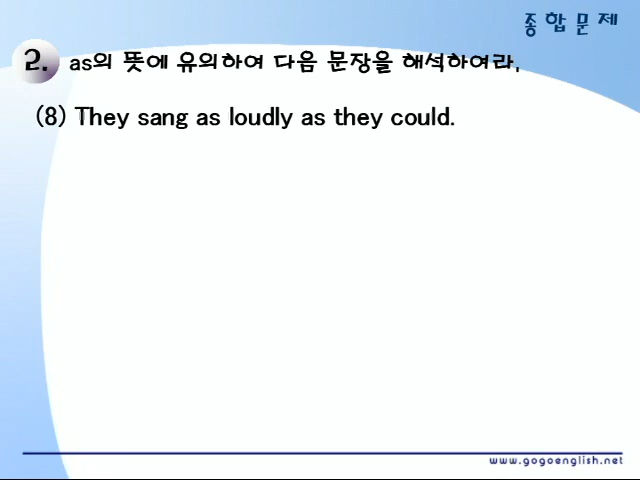 종합문제
2. as의 뜻에 유의하여 다음 문장을 해석하여라.
(8) They sang as loudly as they could.
www.gogoenglish.net